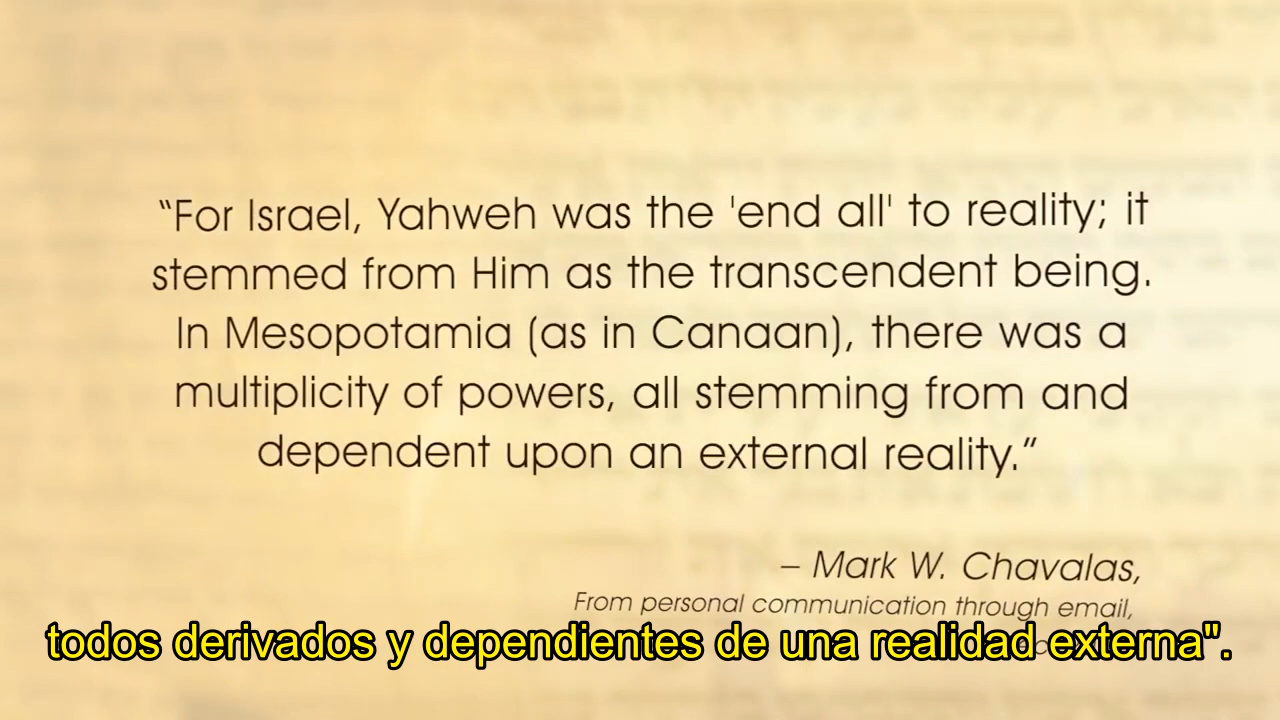 “For Israel, Yahweh was the 'end all' to reality; it
stemmed from Him as the transcendent being.
In Mesopotamia (as in Canaan), there was a
multiplicity of powers, all stemming from and
dependent upon an external reality.”
– Mark W. Chavalas,
From personal communication through email,
todos derivados y dependientes de una realidad externa".